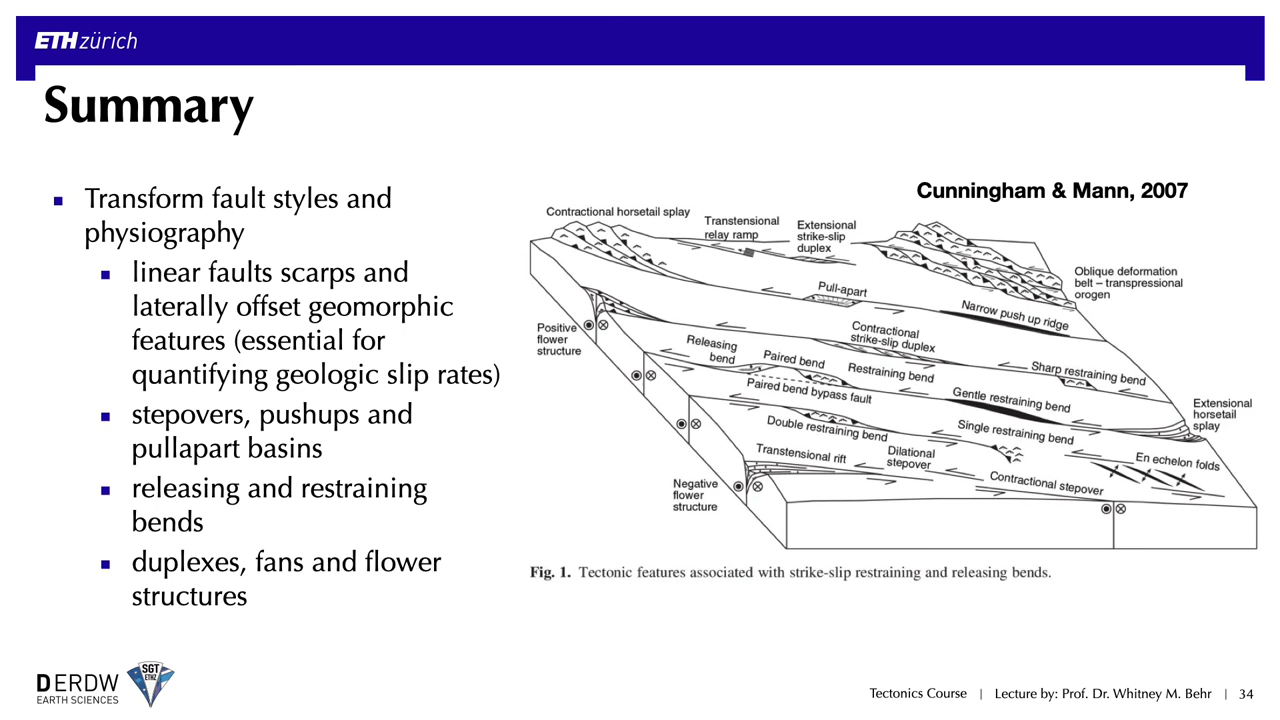 ETH zürich
Summary
Transform fault styles and
physiography
linear faults scarps and
laterally offset geomorphic
features (essential for
quantifying geologic slip rates)
stepovers, pushups and
pullapart basins
releasing and restraining
bends
duplexes, fans and flower
structures
Cunningham & Mann, 2007
Contractional horsetail splay
Transtensional
relay ramp
Extensional
strike-slip
duplex
Oblique deformation
belt – transpressional
orogen
Pull-apart
Narrow push up ridge
Positive
flower
structure
Releasing
bend
Contractional
strike-slip duplex
Paired bend
Restraining bend
Sharp restraining bend
Paired bend bypass fault
Gentle restraining bend
Extensional
horsetail
splay
Double restraining bend
Single restraining bend
Transtensional rift
Dilational
stepover
En echelon folds
Contractional stepover
Negative
flower
structure
Fig. 1. Tectonic features associated with strike-slip restraining and releasing bends.
DERDW
EARTH SCIENCES
SGT
ETHZ
Tectonics Course | Lecture by: Prof. Dr. Whitney M. Behr | 34